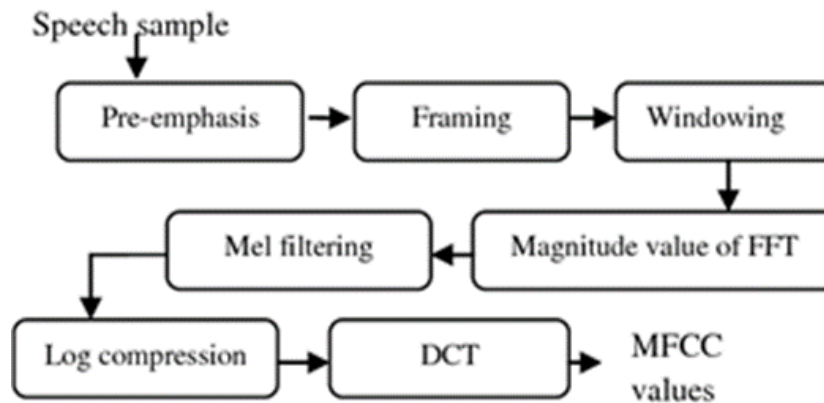 Speech sample
Pre-emphasis
Framing
Windowing
Magnitude value of FFT
Mel filtering
Log compression
DCT
MFCC
values